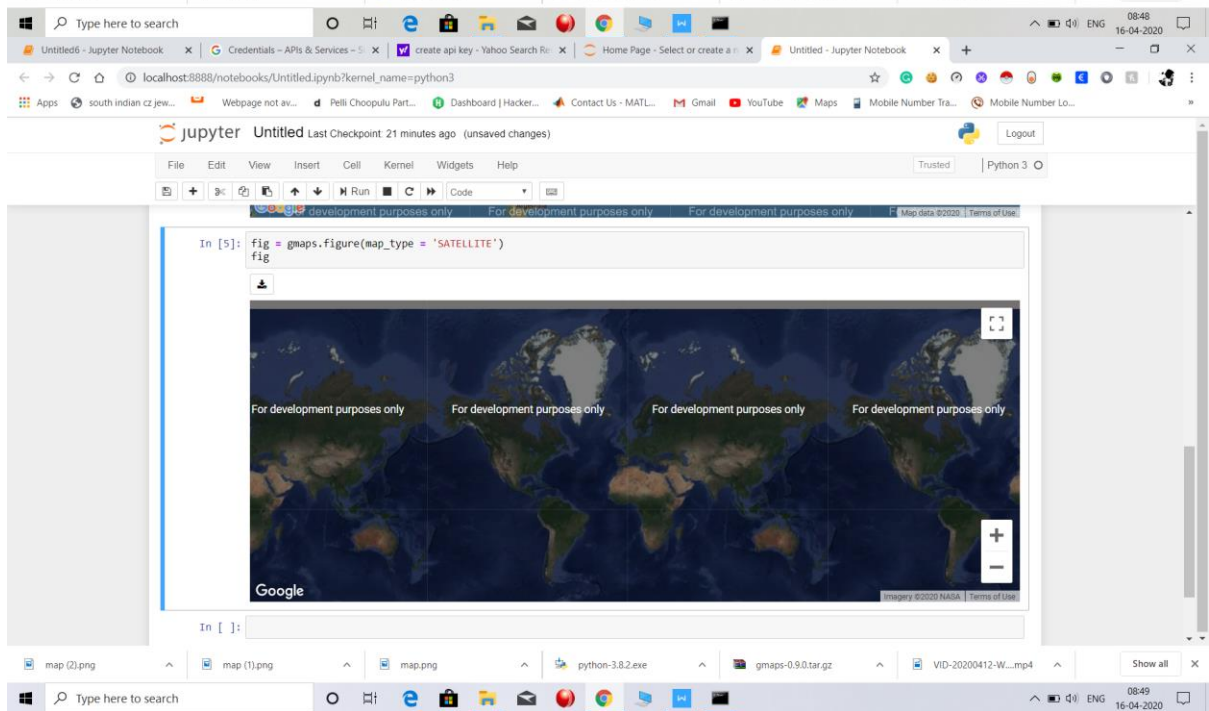 Type here to search
ENG
08:48
16-04-2020
Untitled6 - Jupyter Notebook
Credentials – APIs & Services – S
create api key - Yahoo Search Re
Home Page - Select or create a n
Untitled - Jupyter Notebook
localhost:8888/notebooks/Untitled.ipynb?kernel_name=python3
Apps
south indian cz jew...
Webpage not av...
Pelli Choopulu Part...
Dashboard | Hacker...
Contact Us - MATL...
Gmail
YouTube
Maps
Mobile Number Tra...
Mobile Number Lo...
jupyter Untitled Last Checkpoint: 21 minutes ago (unsaved changes)
Logout
File Edit View Insert Cell Kernel Widgets Help
Trusted
Python 3
Run
Code
development purposes only
For development purposes only
For development purposes only
Map data ©2020 Terms of Use
In [5]: fig = gmaps.figure(map_type = 'SATELLITE')
fig
For development purposes only
For development purposes only
For development purposes only
For development purposes only
Google
Imagery ©2020 NASA Terms of Use
In [ ]:
map (2).png
map (1).png
map.png
python-3.8.2.exe
gmaps-0.9.0.tar.gz
VID-20200412-W....mp4
Show all
Type here to search
ENG
08:49
16-04-2020